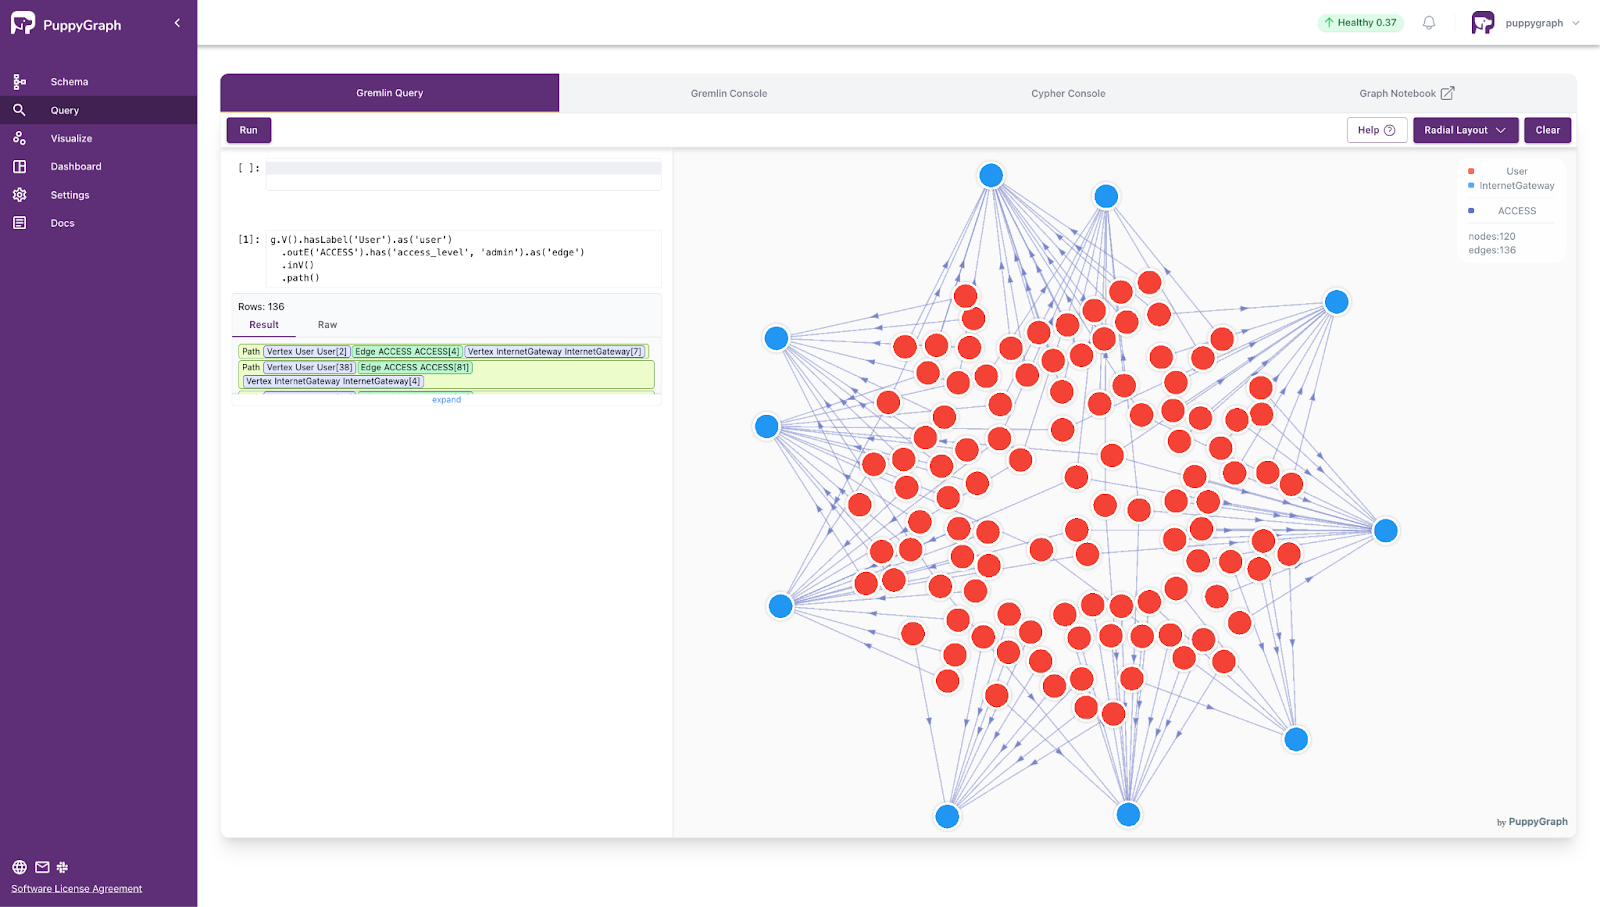 PuppyGraph
Healthy 0.37
puppygraph
Schema
Query
Visualize
Dashboard
Settings
Docs
Gremlin Query
Gremlin Console
Cypher Console
Graph Notebook
Run
Help
Radial Layout
Clear
[ ]:
[1]: g.V().hasLabel('User').as('user')
.outE('ACCESS').has('access_level', 'admin').as('edge')
.inV()
.path()
Rows: 136
Result Raw
Path Vertex User User[2] Edge ACCESS ACCESS[4] Vertex InternetGateway InternetGateway[7]
Path Vertex User User[38] Edge ACCESS ACCESS[81]
Vertex InternetGateway InternetGateway[4]
expand
User
InternetGateway
ACCESS
nodes:120
edges:136
by PuppyGraph
Software License Agreement